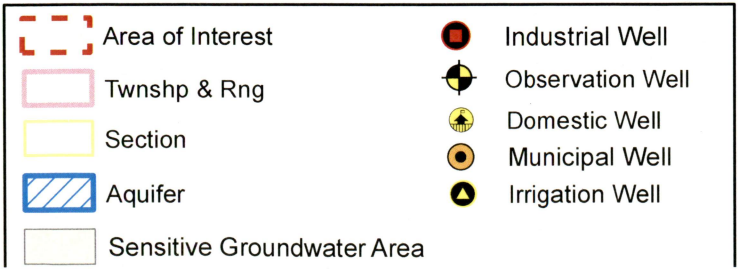 Area of Interest
Twnshp & Rng
Section
Aquifer
Sensitive Groundwater Area
Industrial Well
Observation Well
Domestic Well
Municipal Well
Irrigation Well